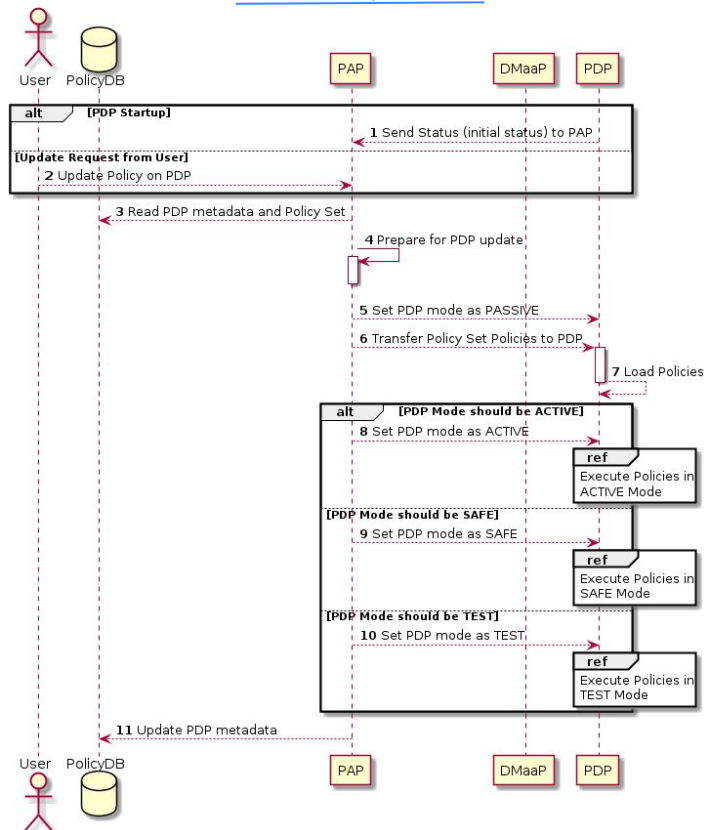 User PolicyDB PAP DMaaP PDP
alt [PDP Startup]
1 Send Status (initial status) to PAP
[Update Request from User]
2 Update Policy on PDP
3 Read PDP metadata and Policy Set
4 Prepare for PDP update
5 Set PDP mode as PASSIVE
6 Transfer Policy Set Policies to PDP
7 Load Policies
alt [PDP Mode should be ACTIVE]
8 Set PDP mode as ACTIVE
ref
Execute Policies in
ACTIVE Mode
[PDP Mode should be SAFE]
9 Set PDP mode as SAFE
ref
Execute Policies in
SAFE Mode
[PDP Mode should be TEST]
10 Set PDP mode as TEST
ref
Execute Policies in
TEST Mode
11 Update PDP metadata
User PolicyDB PAP DMaaP PDP